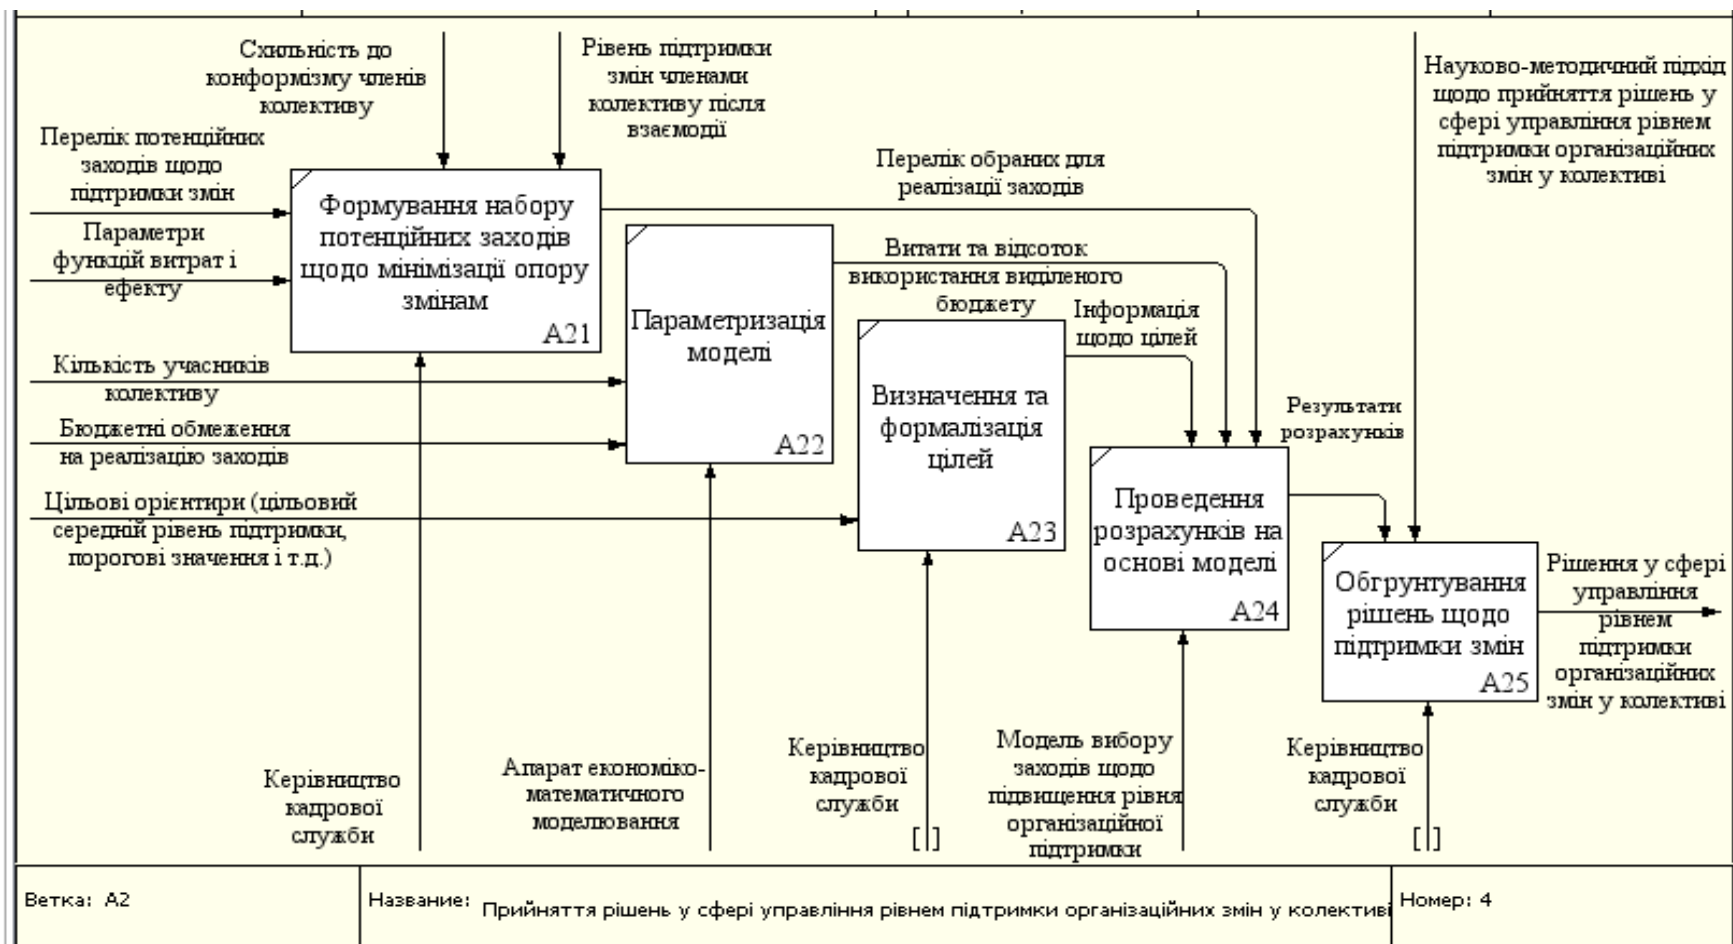 Схильність до
конформізму членів
колективу
Рівень підтримки
змін членами
колективу після
взаємодії
Науково-методичний підхід
щодо прийняття рішень у
сфері управління рівнем
підтримки організаційних
змін у колективі
Перелік потенційних
заходів щодо
підтримки змін
Параметри
функцій витрат і
ефекту
Формування набору
потенційних заходів
щодо мінімізації опору
змінам
A21
Перелік обраних для
реалізації заходів
Витати та відсоток
використання виділеного
бюджету
Інформація
щодо цілей
Параметризація
моделі
A22
Кількість учасників
колективу
Бюджетні обмеження
на реалізацію заходів
Цільові орієнтири (цільовий
середній рівень підтримки,
порогові значення і т.д.)
Визначення та
формалізація
цілей
A23
Результати
розрахунків
Проведення
розрахунків на
основі моделі
A24
Обгрунтування
рішень щодо
підтримки змін
A25
Рішення у сфері
управління
рівнем
підтримки
організаційних
змін у колективі
Керівництво
кадрової
служби
Апарат економіко-
математичного
моделювання
Керівництво
кадрової
служби
[ ]
Модель вибору
заходів щодо
підвищення рівня
організаційної
підтримки
Керівництво
кадрової
служби
[ ]
Ветка: A2
Название: Прийняття рішень у сфері управління рівнем підтримки організаційних змін у колективі
Номер: 4